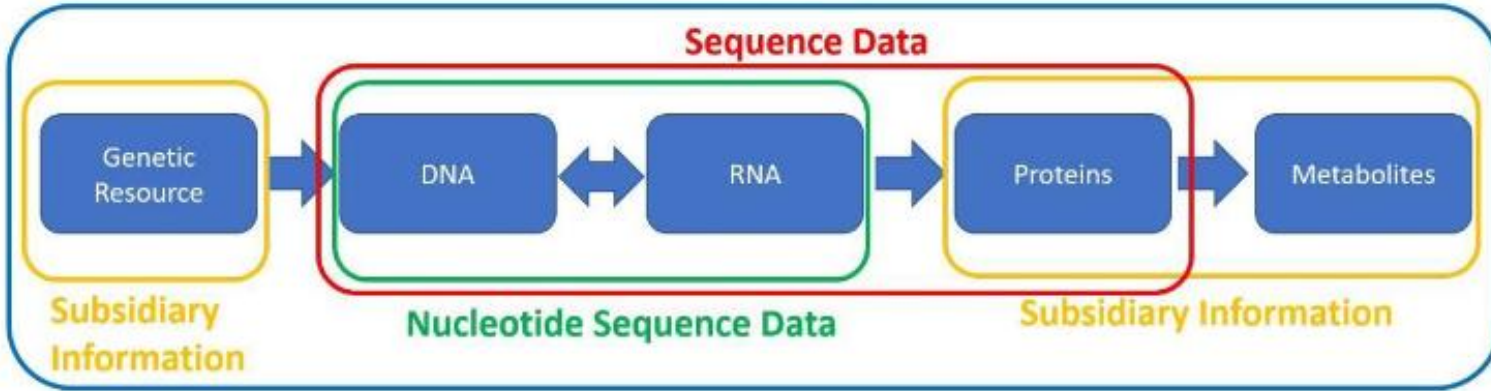 Sequence Data
Genetic
Resource
DNA
RNA
Proteins
Metabolites
Subsidiary
Information
Nucleotide Sequence Data
Subsidiary Information